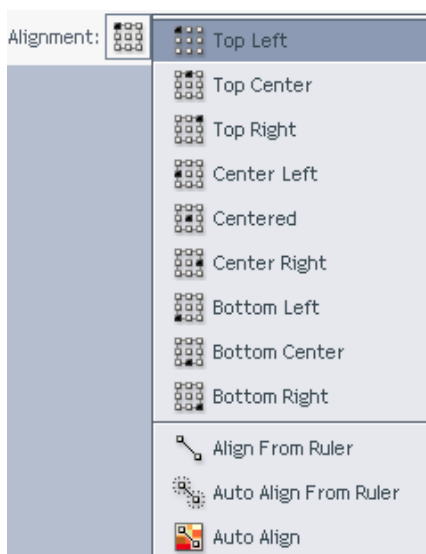 Alignment:
Top Left
Top Center
Top Right
Center Left
Centered
Center Right
Bottom Left
Bottom Center
Bottom Right
Align From Ruler
Auto Align From Ruler
Auto Align